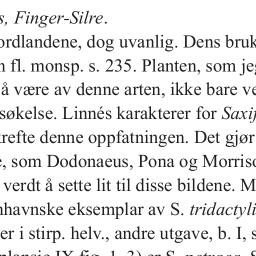 s, Finger-Silre.
ordlandene, dog uvanlig. Dens bruk
n fl. monsp. s. 235. Planten, som jeg
å være av denne arten, ikke bare ve
søkelse. Linnés karakterer for Saxif
krefte denne oppfatningen. Det gjør
e, som Dodonaeus, Pona og Morriso
verdt å sette lit til disse bildene. M
nhavnske eksemplar av S. tridactyli
er i stirp. helv., andre utgave, b. I, s